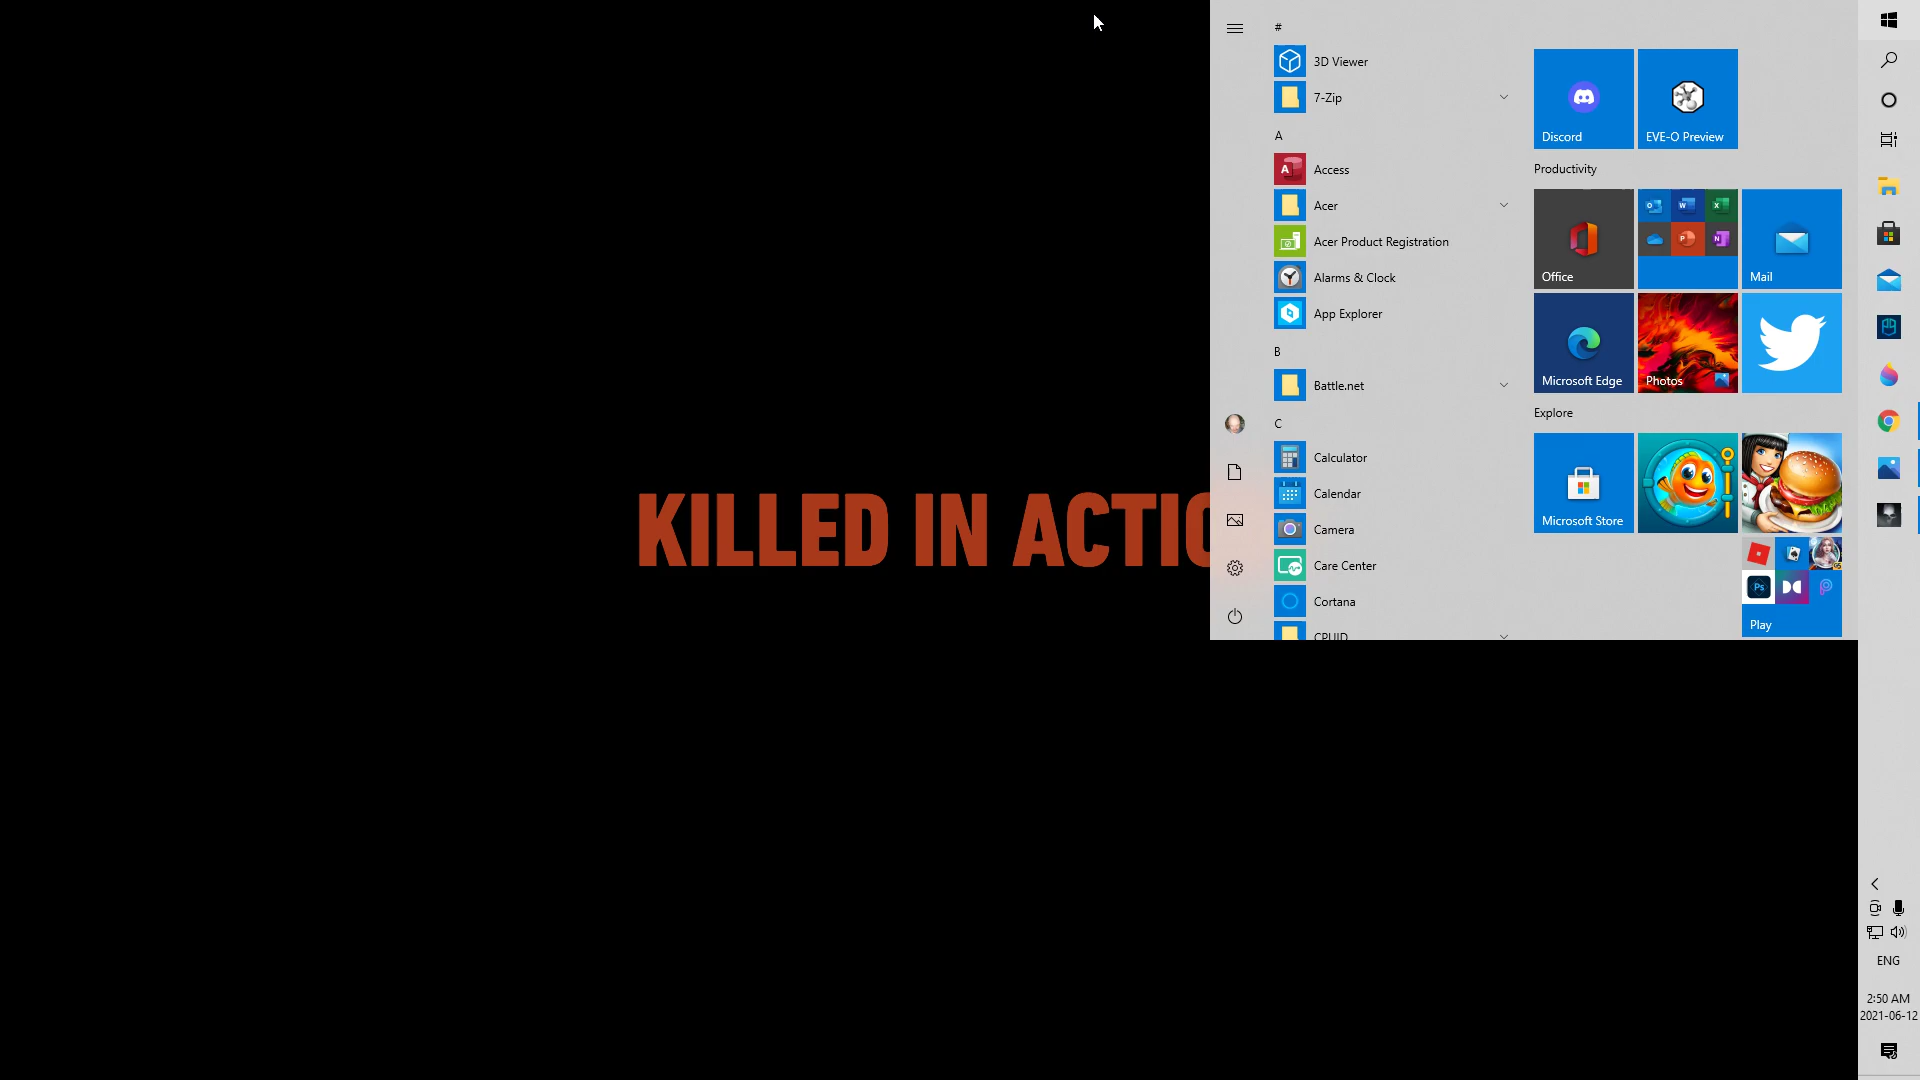 KILLED IN ACTIO
#
3D Viewer
7-Zip
A
Access
Acer
Acer Product Registration
Alarms & Clock
App Explorer
B
Battle.net
C
Calculator
Calendar
Camera
Care Center
Cortana
CPUID
Discord
EVE-O Preview
Productivity
Office
Mail
Microsoft Edge
Photos
Explore
Microsoft Store
Ps
Play
ENG
2:50 AM
2021-06-12